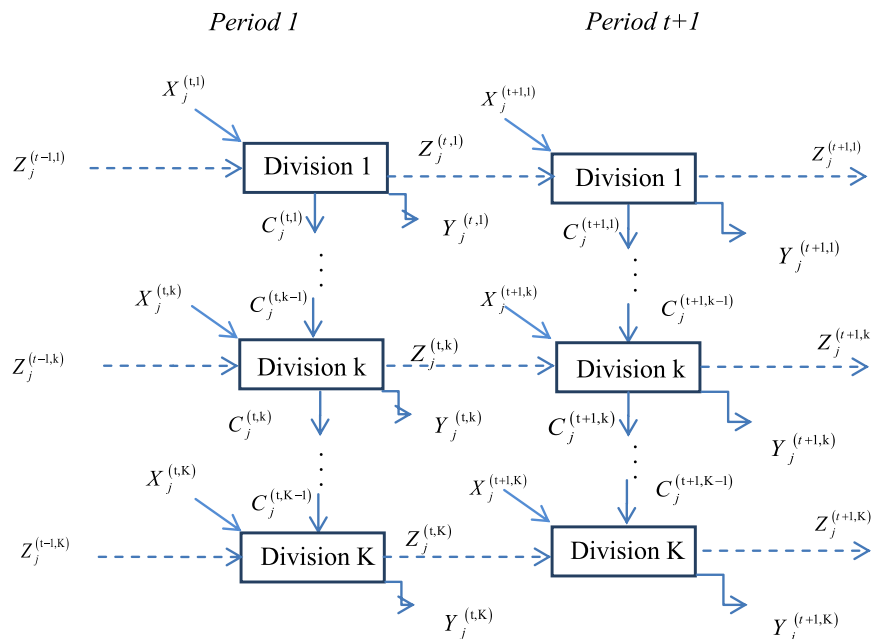 Period 1 Period t+1
X_j^(t,1) X_j^(t+1,1)
Z_j^(t-1,1) Division 1 Z_j^(t,1) Division 1 Z_j^(t+1,1)
C_j^(t,1) Y_j^(t,1) C_j^(t+1,1) Y_j^(t+1,1)
X_j^(t,k) C_j^(t,k-1) X_j^(t+1,k) C_j^(t+1,k-1)
Z_j^(t-1,k) Division k Z_j^(t,k) Division k Z_j^(t+1,k
C_j^(t,k) Y_j^(t,k) C_j^(t+1,k) Y_j^(t+1,k)
X_j^(t,K) C_j^(t,K-1) X_j^(t+1,K) C_j^(t+1,K-1)
Z_j^(t-1,K) Division K Z_j^(t,K) Division K Z_j^(t+1,K)
Y_j^(t,K) Y_j^(t+1,K)